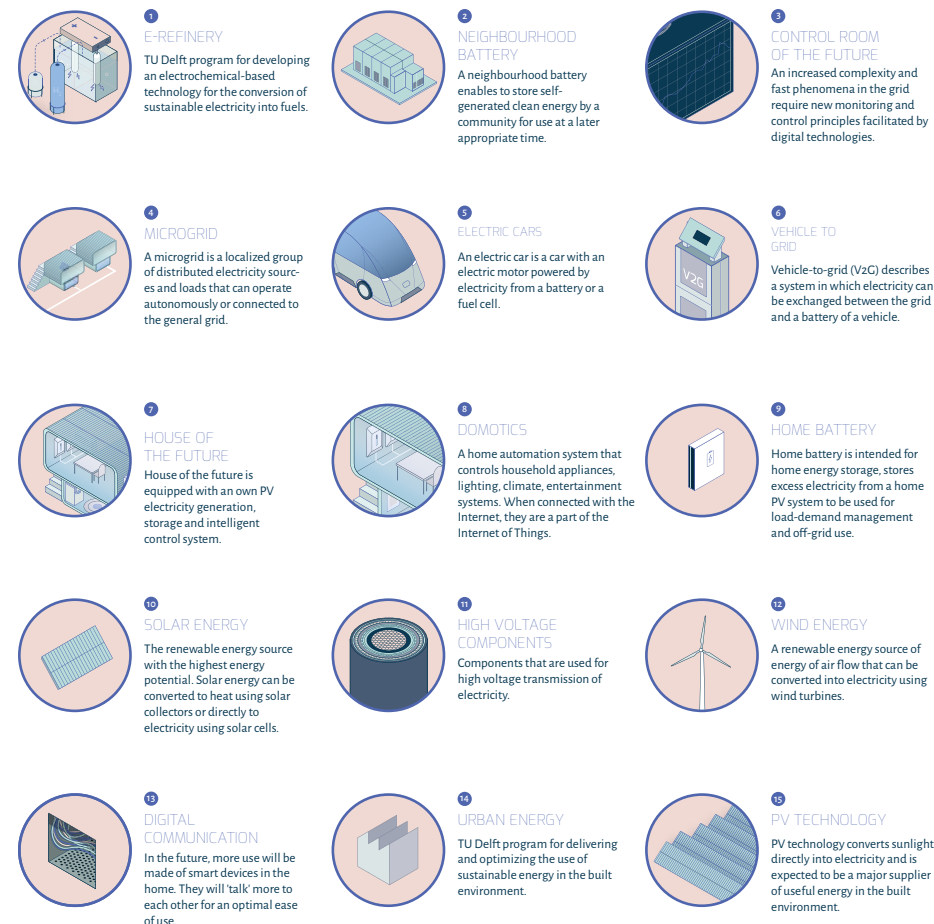 1
E-REFINERY
TU Delft program for developing
an electrochemical-based
technology for the conversion of
sustainable electricity into fuels.
2
NEIGHBOURHOOD
BATTERY
A neighbourhood battery
enables to store self-
generated clean energy by a
community for use at a later
appropriate time.
3
CONTROL ROOM
OF THE FUTURE
An increased complexity and
fast phenomena in the grid
require new monitoring and
control principles facilitated by
digital technologies.
4
MICROGRID
A microgrid is a localized group
of distributed electricity sourc-
es and loads that can operate
autonomously or connected to
the general grid.
5
ELECTRIC CARS
An electric car is a car with an
electric motor powered by
electricity from a battery or a
fuel cell.
V2G
6
VEHICLE TO
GRID
Vehicle-to-grid (V2G) describes
a system in which electricity can
be exchanged between the grid
and a battery of a vehicle.
7
HOUSE OF
THE FUTURE
House of the future is
equipped with an own PV
electricity generation,
storage and intelligent
control system.
8
DOMOTICS
A home automation system that
controls household appliances,
lighting, climate, entertainment
systems. When connected with the
Internet, they are a part of the
Internet of Things.
9
HOME BATTERY
Home battery is intended for
home energy storage, stores
excess electricity from a home
PV system to be used for
load-demand management
and off-grid use.
10
SOLAR ENERGY
The renewable energy source
with the highest energy
potential. Solar energy can be
converted to heat using solar
collectors or directly to
electricity using solar cells.
11
HIGH VOLTAGE
COMPONENTS
Components that are used for
high voltage transmission of
electricity.
12
WIND ENERGY
A renewable energy source of
energy of air flow that can be
converted into electricity using
wind turbines.
13
DIGITAL
COMMUNICATION
In the future, more use will be
made of smart devices in the
home. They will ‘talk’ more to
each other for an optimal ease
of use.
14
URBAN ENERGY
TU Delft program for delivering
and optimizing the use of
sustainable energy in the built
environment.
15
PV TECHNOLOGY
PV technology converts sunlight
directly into electricity and is
expected to be a major supplier
of useful energy in the built
environment.